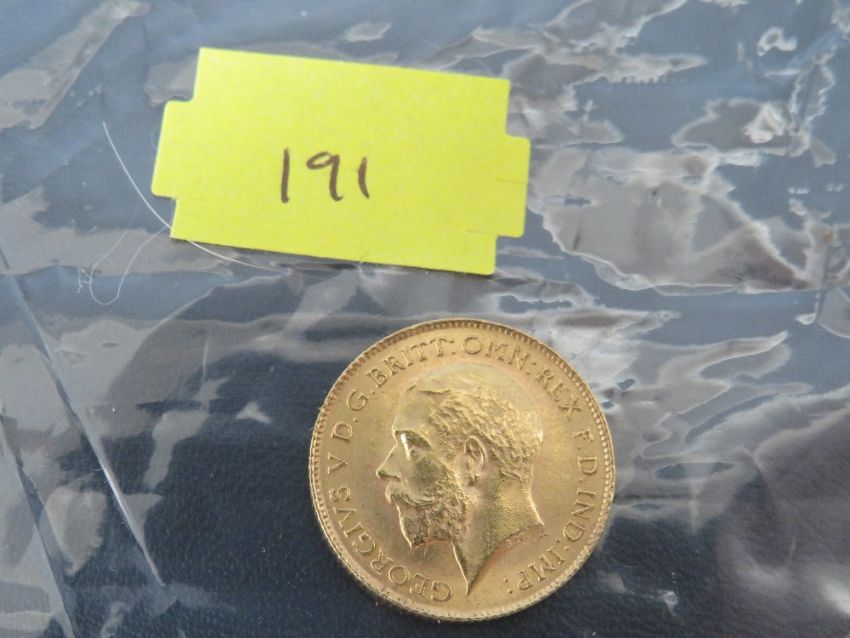 191
GEORGIVS V D.G.BRITT:OMN:REX F.D.IND:IMP: